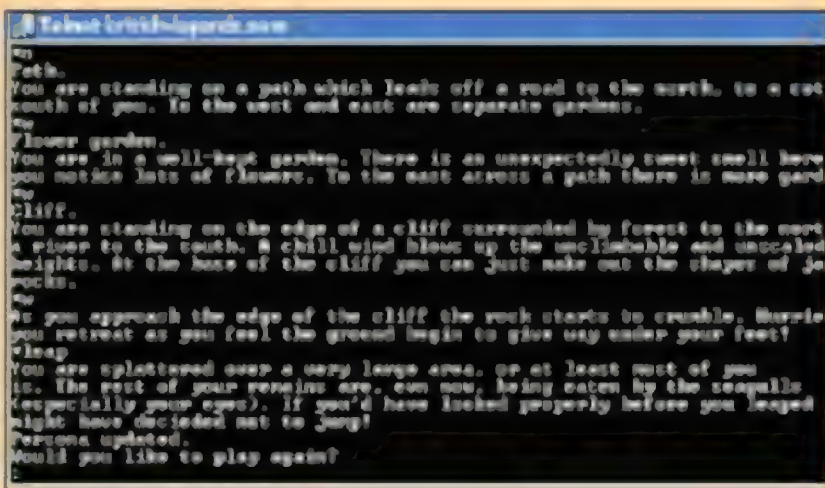 Telnet british-legends.com
*n
Path.
You are standing on a path which leads off a road to the north, to a cot
south of you. To the west and east are separate gardens.
*w
Flower garden.
You are in a well-kept garden. There is an unexpectedly sweet smell here
you notice lots of flowers. To the east across a path there is more gard
*w
Cliff.
You are standing on the edge of a cliff surrounded by forest to the nort
a river to the south. A chill wind blows up the unclimbable and unscaled
heights. At the base of the cliff you can just make out the shapes of ja
rocks.
*w
As you approach the edge of the cliff the rock starts to crumble. Hurrie
you retreat as you feel the ground begin to give way under your feet!
*leap
You are splattered over a very large area, or at least most of you
is. The rest of your remains are, even now, being eaten by the seagulls
(especially your eyes). If you'd have looked properly before you leaped
might have decided not to jump!
Persona updated.
Would you like to play again?